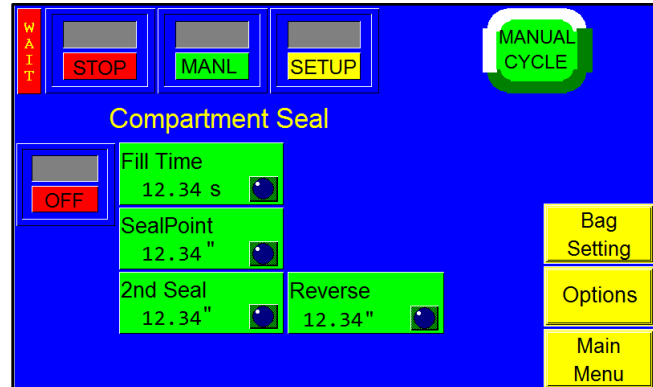 WAIT
STOP
MANL
SETUP
MANUAL
CYCLE
Compartment Seal
OFF
Fill Time
12.34 s
SealPoint
12.34"
2nd Seal
12.34"
Reverse
12.34"
Bag
Setting
Options
Main
Menu